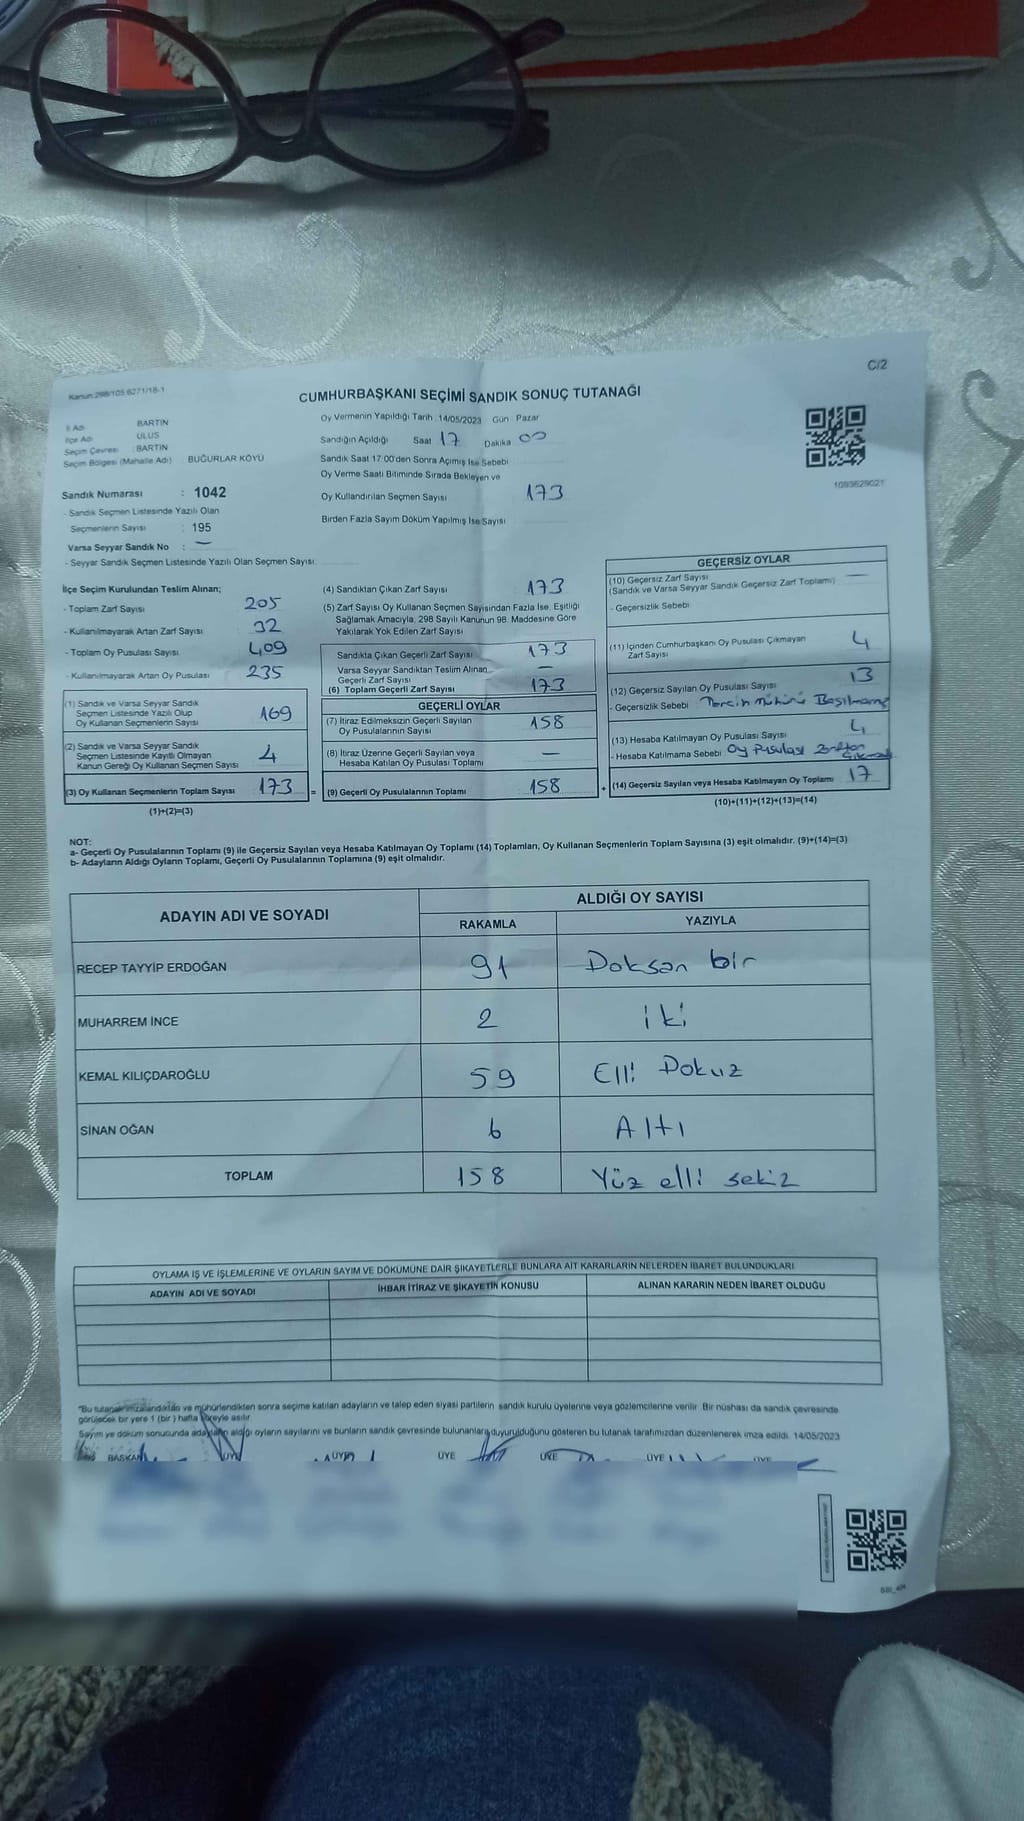 C/2
Kanun:298/105 6271/18-1
CUMHURBAŞKANI SEÇİMİ SANDIK SONUÇ TUTANAĞI
İl Adı BARTIN
İlçe Adı ULUS
Seçim Çevresi : BARTIN
Seçim Bölgesi (Mahalle Adı) BUĞURLAR KÖYÜ
Oy Vermenin Yapıldığı Tarih :14/05/2023 Gün : Pazar
Sandığın Açıldığı Saat 17 Dakika 00
Sandık Saat 17:00'den Sonra Açımış İse Sebebi
Oy Verme Saati Bitiminde Sırada Bekleyen ve
Oy Kullandırılan Seçmen Sayısı 173
Birden Fazla Sayım Döküm Yapılmış İse Sayısı
1093629021
Sandık Numarası : 1042
- Sandık Seçmen Listesinde Yazılı Olan
Seçmenlerin Sayısı : 195
Varsa Seyyar Sandık No : —
- Seyyar Sandık Seçmen Listesinde Yazılı Olan Seçmen Sayısı:
İlçe Seçim Kurulundan Teslim Alınan;
- Toplam Zarf Sayısı 205
- Kullanılmayarak Artan Zarf Sayısı 32
- Toplam Oy Pusulası Sayısı 409
- Kullanılmayarak Artan Oy Pusulası 235
(1) Sandık ve Varsa Seyyar Sandık
Seçmen Listesinde Yazılı Olup
Oy Kullanan Seçmenlerin Sayısı 169
(2) Sandık ve Varsa Seyyar Sandık
Seçmen Listesinde Kayıtlı Olmayan
Kanun Gereği Oy Kullanan Seçmen Sayısı 4
(3) Oy Kullanan Seçmenlerin Toplam Sayısı 173 =
(1)+(2)=(3)
(4) Sandıktan Çıkan Zarf Sayısı 173
(5) Zarf Sayısı Oy Kullanan Seçmen Sayısından Fazla İse, Eşitliği
Sağlamak Amacıyla, 298 Sayılı Kanunun 98. Maddesine Göre
Yakılarak Yok Edilen Zarf Sayısı
Sandıkta Çıkan Geçerli Zarf Sayısı 173
Varsa Seyyar Sandıktan Teslim Alınan
Geçerli Zarf Sayısı —
(6) Toplam Geçerli Zarf Sayısı 173
GEÇERLİ OYLAR
(7) İtiraz Edilmeksizin Geçerli Sayılan
Oy Pusulalarının Sayısı 158
(8) İtiraz Üzerine Geçerli Sayılan veya
Hesaba Katılan Oy Pusulası Toplamı —
(9) Geçerli Oy Pusulalarının Toplamı 158 +
GEÇERSİZ OYLAR
(10) Geçersiz Zarf Sayısı
(Sandık ve Varsa Seyyar Sandık Geçersiz Zarf Toplamı) —
- Geçersizlik Sebebi
(11) İçinden Cumhurbaşkanı Oy Pusulası Çıkmayan
Zarf Sayısı 4
(12) Geçersiz Sayılan Oy Pusulası Sayısı 13
- Geçersizlik Sebebi Tercih Mührü Basılmamış
(13) Hesaba Katılmayan Oy Pusulası Sayısı 4
- Hesaba Katılmama Sebebi Oy Pusulası Zarftan
(14) Geçersiz Sayılan veya Hesaba Katılmayan Oy Toplamı 17
(10)+(11)+(12)+(13)=(14)
NOT:
a- Geçerli Oy Pusulalarının Toplamı (9) ile Geçersiz Sayılan veya Hesaba Katılmayan Oy Toplamı (14) Toplamları, Oy Kullanan Seçmenlerin Toplam Sayısına (3) eşit olmalıdır. (9)+(14)=(3)
b- Adayların Aldığı Oyların Toplamı, Geçerli Oy Pusulalarının Toplamına (9) eşit olmalıdır.
ADAYIN ADI VE SOYADI ALDIĞI OY SAYISI
RAKAMLA YAZIYLA
RECEP TAYYİP ERDOĞAN 91 Doksan bir
MUHARREM İNCE 2 iki
KEMAL KILIÇDAROĞLU 59 Elli Dokuz
SİNAN OĞAN 6 Altı
TOPLAM 158 Yüz elli sekiz
OYLAMA İŞ VE İŞLEMLERİNE VE OYLARIN SAYIM VE DÖKÜMÜNE DAİR ŞİKAYETLERLE BUNLARA AİT KARARLARIN NELERDEN İBARET BULUNDUKLARI
ADAYIN ADI VE SOYADI İHBAR İTİRAZ VE ŞİKAYETİN KONUSU ALINAN KARARIN NEDEN İBARET OLDUĞU
*Bu tutanak imzalandıktan ve mühürlendikten sonra seçime katılan adayların ve talep eden siyasi partilerin sandık kurulu üyelerine veya gözlemcilerine verilir. Bir nüshası da sandık çevresinde
görülecek bir yere 1 (bir) hafta süreyle asılır.
Sayım ve döküm sonucunda adayların aldığı oyların sayılarını ve bunların sandık çevresinde bulunanlara duyurulduğunu gösteren bu tutanak tarafımızdan düzenlenerek imza edildi. 14/05/2023
BAŞKAN ÜYE ÜYE ÜYE ÜYE ÜYE ÜYE